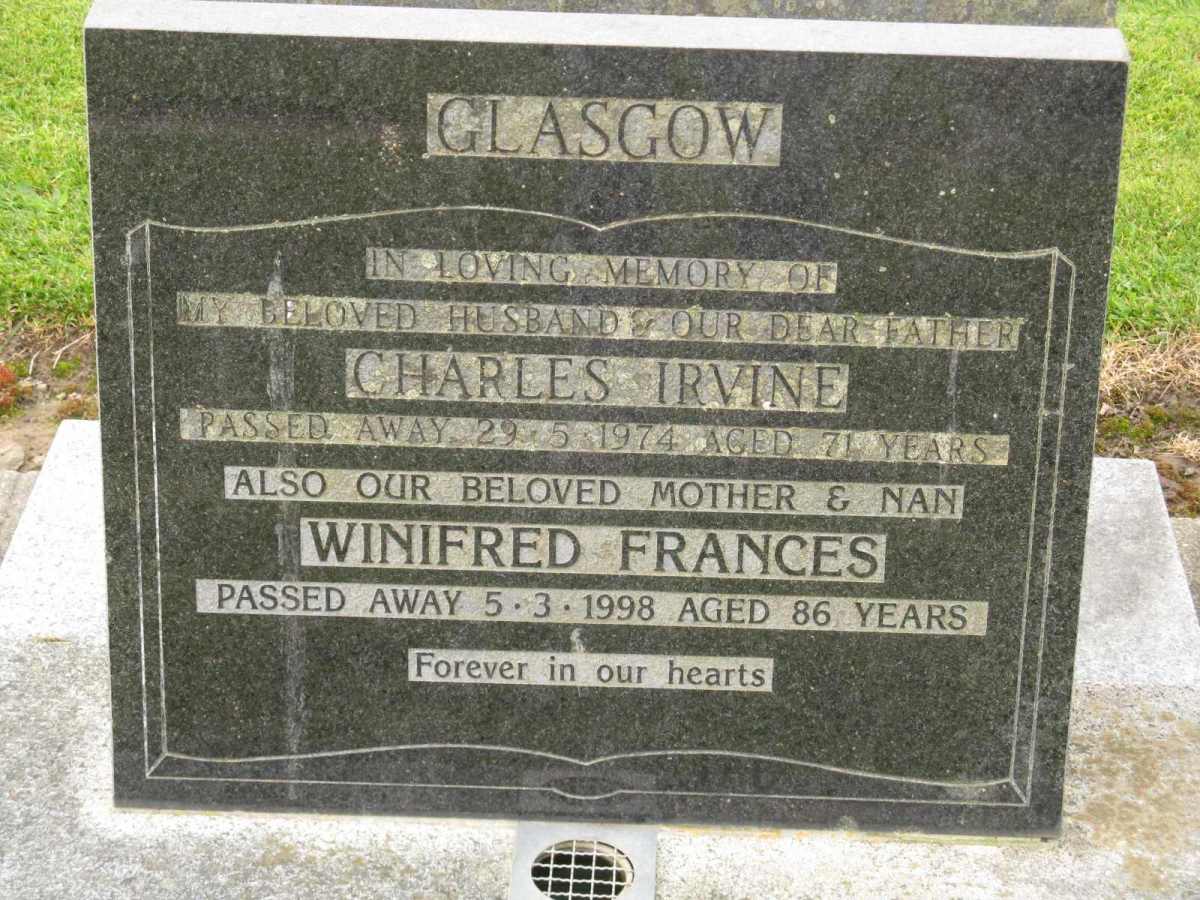 GLASGOW
IN LOVING MEMORY OF
MY BELOVED HUSBAND & OUR DEAR FATHER
CHARLES IRVINE
PASSED AWAY 29·5·1974 AGED 71 YEARS
ALSO OUR BELOVED MOTHER & NAN
WINIFRED FRANCES
PASSED AWAY 5·3·1998 AGED 86 YEARS
Forever in our hearts